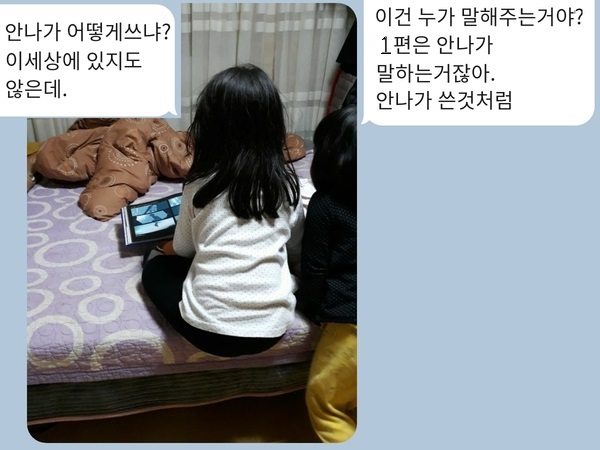 안나가 어떻게쓰냐?
이세상에 있지도
않은데.
이건 누가 말해주는거야?
1편은 안나가
말하는거잖아.
안나가 쓴것처럼